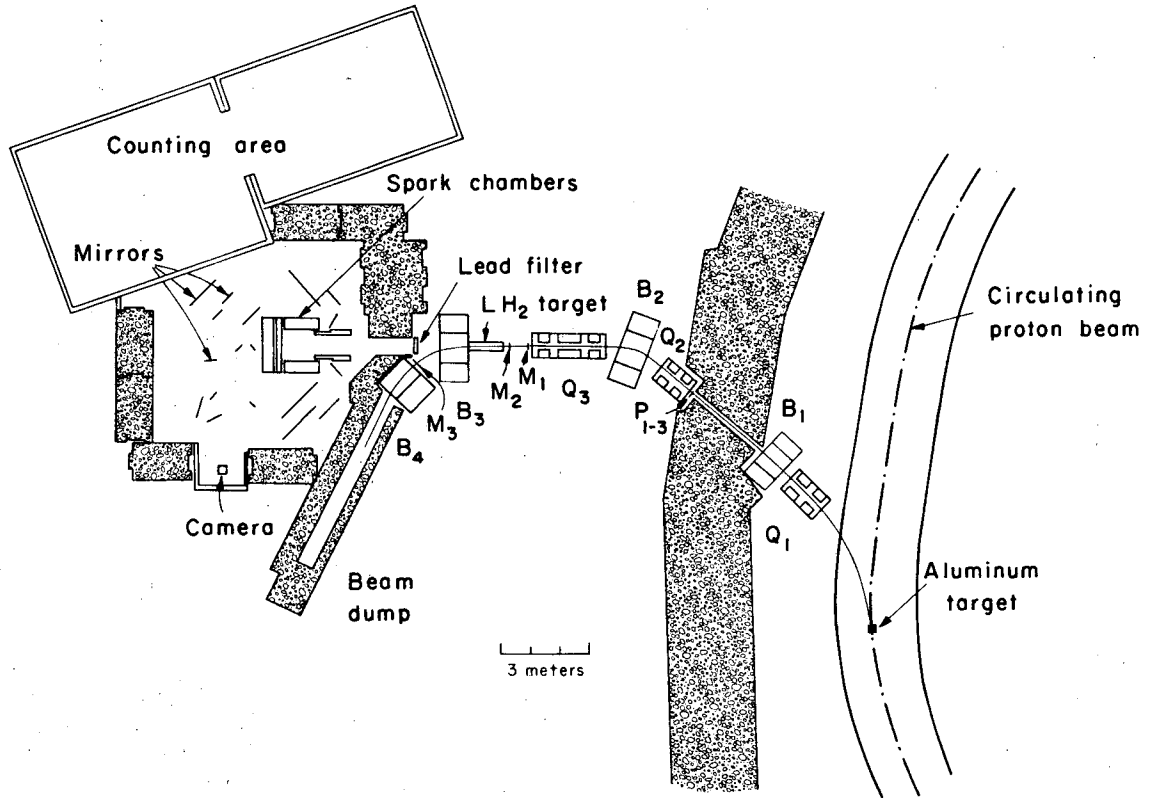 Counting area
Spark chambers
Mirrors
Lead filter
LH2 target
B2
Q2
Circulating
proton beam
M2
M1
Q3
P1-3
B1
M3
B3
B4
Camera
Q1
Beam
dump
Aluminum
target
3 meters